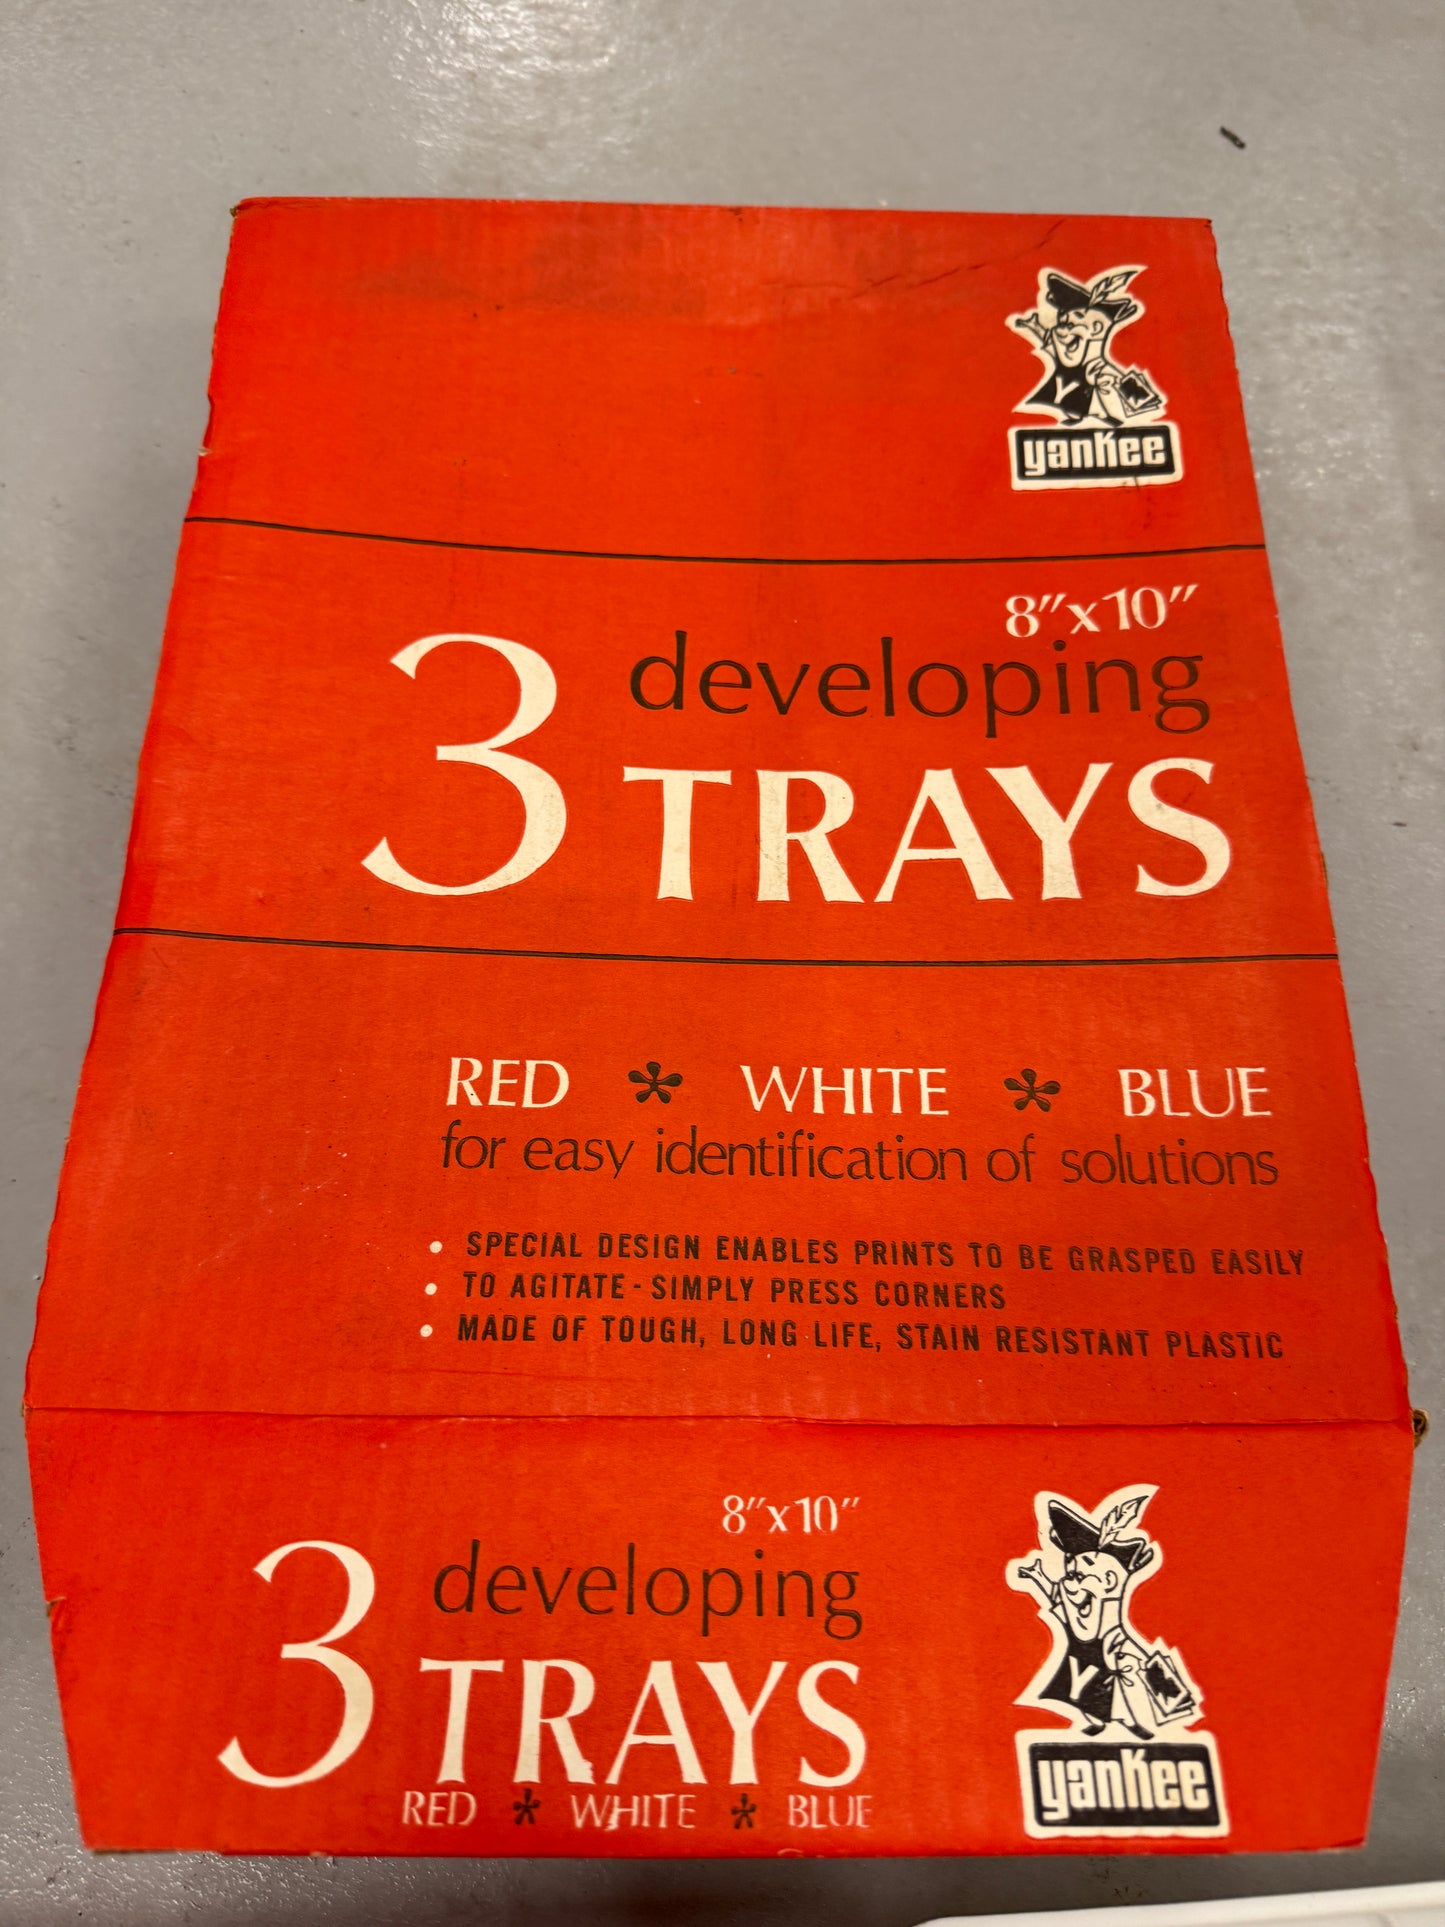 Y
yankee
8"x10"
3 developing
TRAYS
RED * WHITE * BLUE
for easy identification of solutions
• SPECIAL DESIGN ENABLES PRINTS TO BE GRASPED EASILY
• TO AGITATE - SIMPLY PRESS CORNERS
• MADE OF TOUGH, LONG LIFE, STAIN RESISTANT PLASTIC
8"x10"
3 developing
TRAYS
RED * WHITE * BLUE
Y
yankee